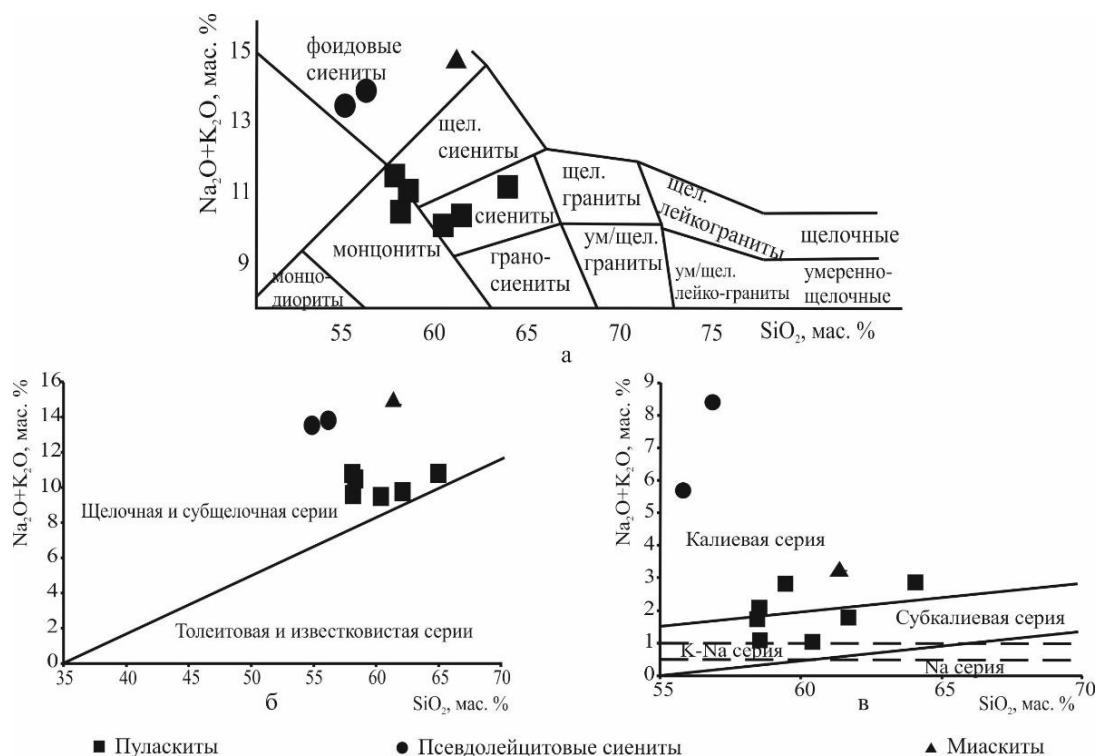 Na₂O+K₂O, мас. %
15
13
11
9
фоидовые
сиениты
щел.
сиениты
сиениты
монцониты
монцо-
диориты
грано-
сиениты
щел.
граниты
ум/щел.
граниты
щел.
лейкограниты
ум/щел.
лейко-граниты
щелочные
умеренно-
щелочные
55 60 65 70 75 SiO₂, мас. %
а
Na₂O+K₂O, мас. %
16
14
12
10
8
6
4
2
0
Щелочная и субщелочная серии
Толеитовая и известковистая серии
35 40 45 50 55 60 65 70
б SiO₂, мас. %
Na₂O+K₂O, мас. %
9
8
7
6
5
4
3
2
1
0
Калиевая серия
Субкалиевая серия
K-Na серия
Na серия
55 60 65 70
в SiO₂, мас. %
Пуласкиты Псевдолейцитовые сиениты Миаскиты